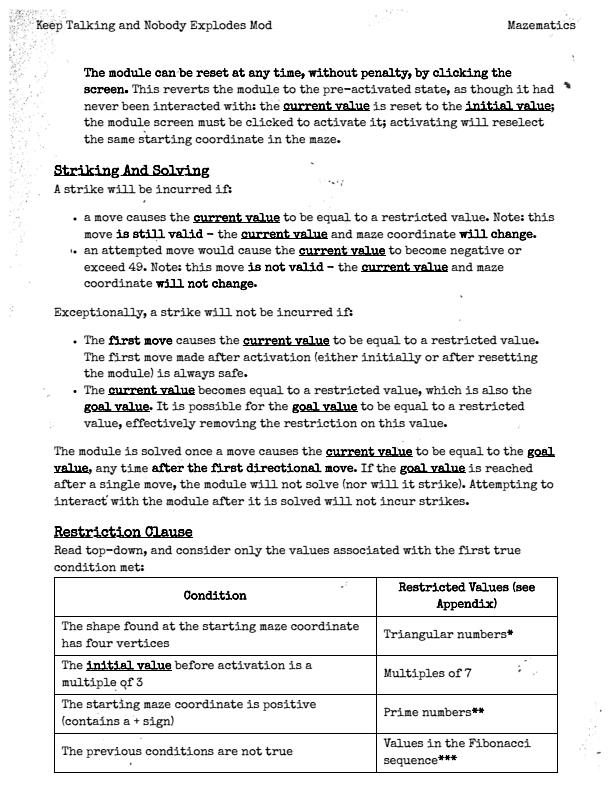 Keep Talking and Nobody Explodes Mod
Mazematics
The module can be reset at any time, without penalty, by clicking the
screen. This reverts the module to the pre-activated state, as though it had
never been interacted with: the current value is reset to the initial value;
the module screen must be clicked to activate it; activating will reselect
the same starting coordinate in the maze.
Striking And Solving
A strike will be incurred if:
• a move causes the current value to be equal to a restricted value. Note: this
move is still valid – the current value and maze coordinate will change.
• an attempted move would cause the current value to become negative or
exceed 49. Note: this move is not valid – the current value and maze
coordinate will not change.
Exceptionally, a strike will not be incurred if:
• The first move causes the current value to be equal to a restricted value.
The first move made after activation (either initially or after resetting
the module) is always safe.
• The current value becomes equal to a restricted value, which is also the
goal value. It is possible for the goal value to be equal to a restricted
value, effectively removing the restriction on this value.
The module is solved once a move causes the current value to be equal to the goal
value, any time after the first directional move. If the goal value is reached
after a single move, the module will not solve (nor will it strike). Attempting to
interact with the module after it is solved will not incur strikes.
Restriction Clause
Read top-down, and consider only the values associated with the first true
condition met:
Condition
Restricted Values (see
Appendix)
The shape found at the starting maze coordinate
has four vertices
Triangular numbers*
The initial value before activation is a
multiple of 3
Multiples of 7
The starting maze coordinate is positive
(contains a + sign)
Prime numbers**
The previous conditions are not true
Values in the Fibonacci
sequence***